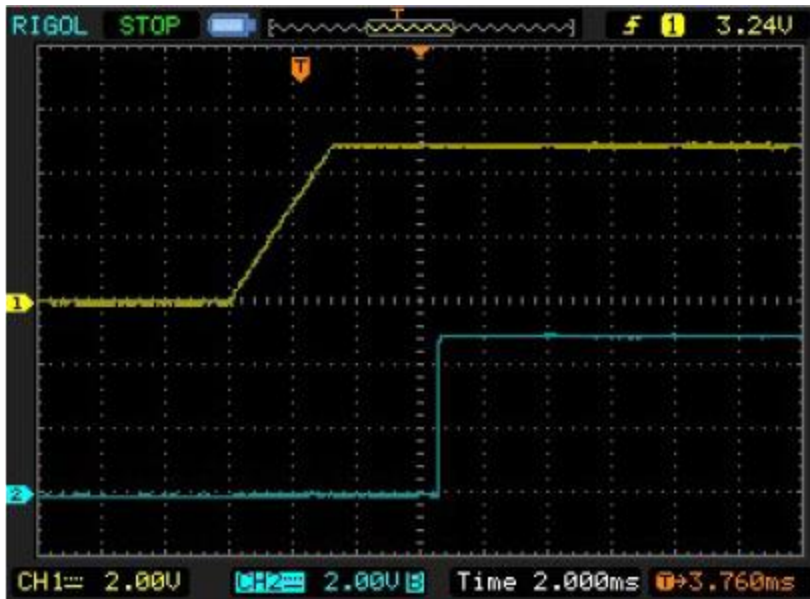 RIGOL STOP T 1 3.24V
T
1
2
CH1 2.00V CH2 2.00V B Time 2.000ms T→3.760ms